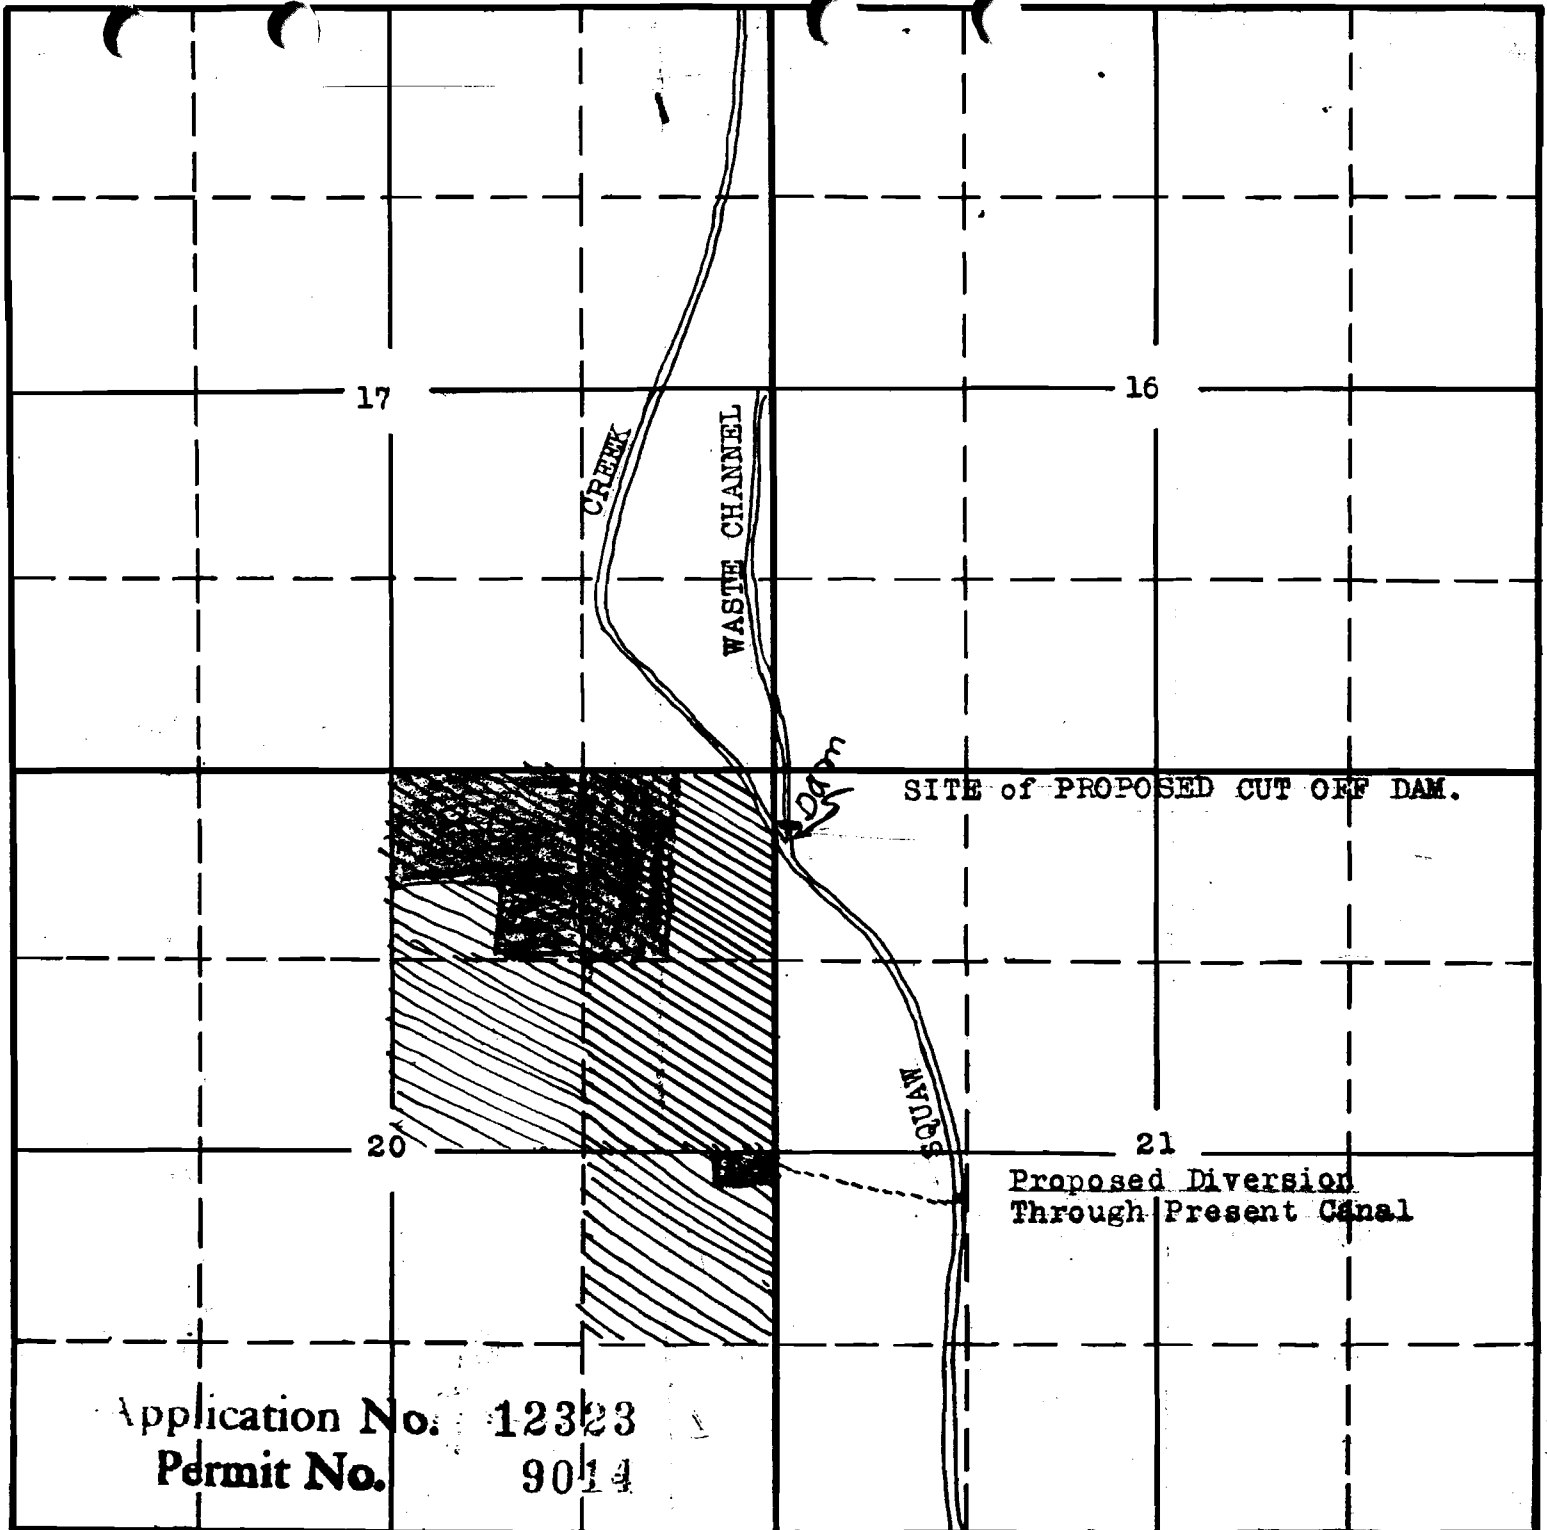 17
16
CREEK
WASTE CHANNEL
Dam
SITE of PROPOSED CUT OFF DAM.
SQUAW
20
21
Proposed Diversion
Through Present Canal
Application No. 12323
Permit No. 9014